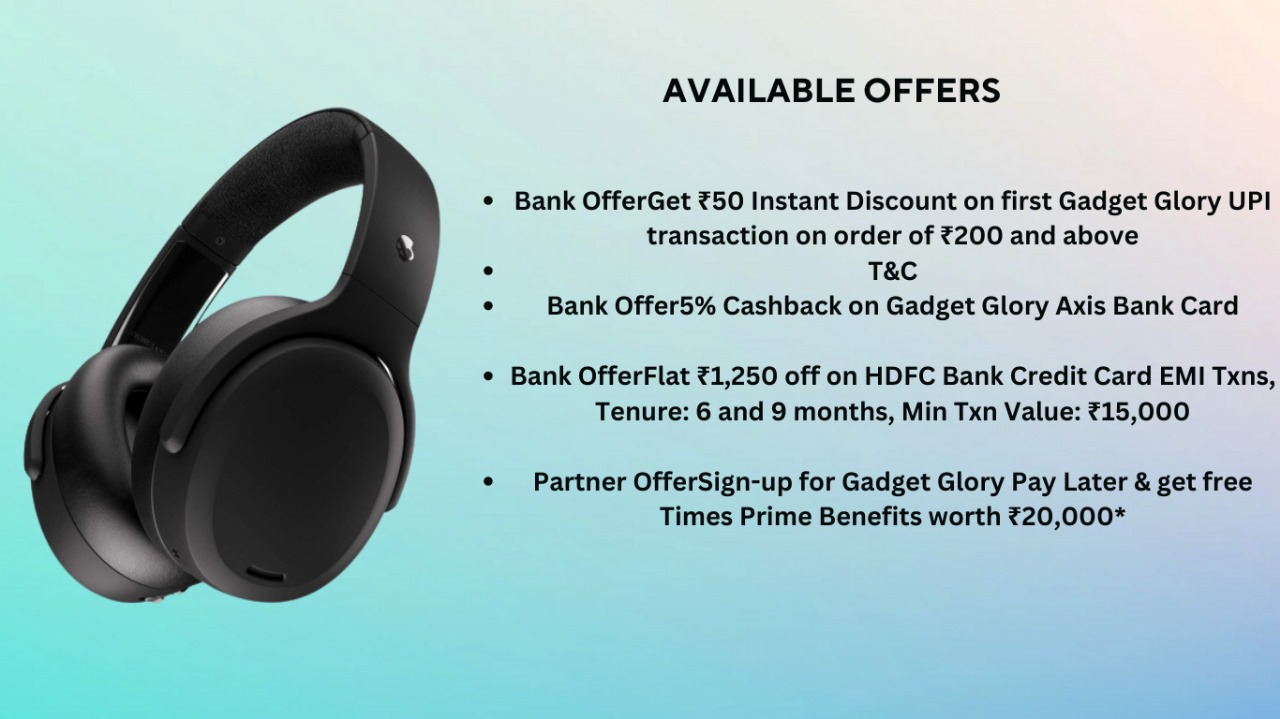 AVAILABLE OFFERS
• Bank OfferGet ₹50 Instant Discount on first Gadget Glory UPI
transaction on order of ₹200 and above
• T&C
• Bank Offer5% Cashback on Gadget Glory Axis Bank Card
• Bank OfferFlat ₹1,250 off on HDFC Bank Credit Card EMI Txns,
Tenure: 6 and 9 months, Min Txn Value: ₹15,000
• Partner OfferSign-up for Gadget Glory Pay Later & get free
Times Prime Benefits worth ₹20,000*